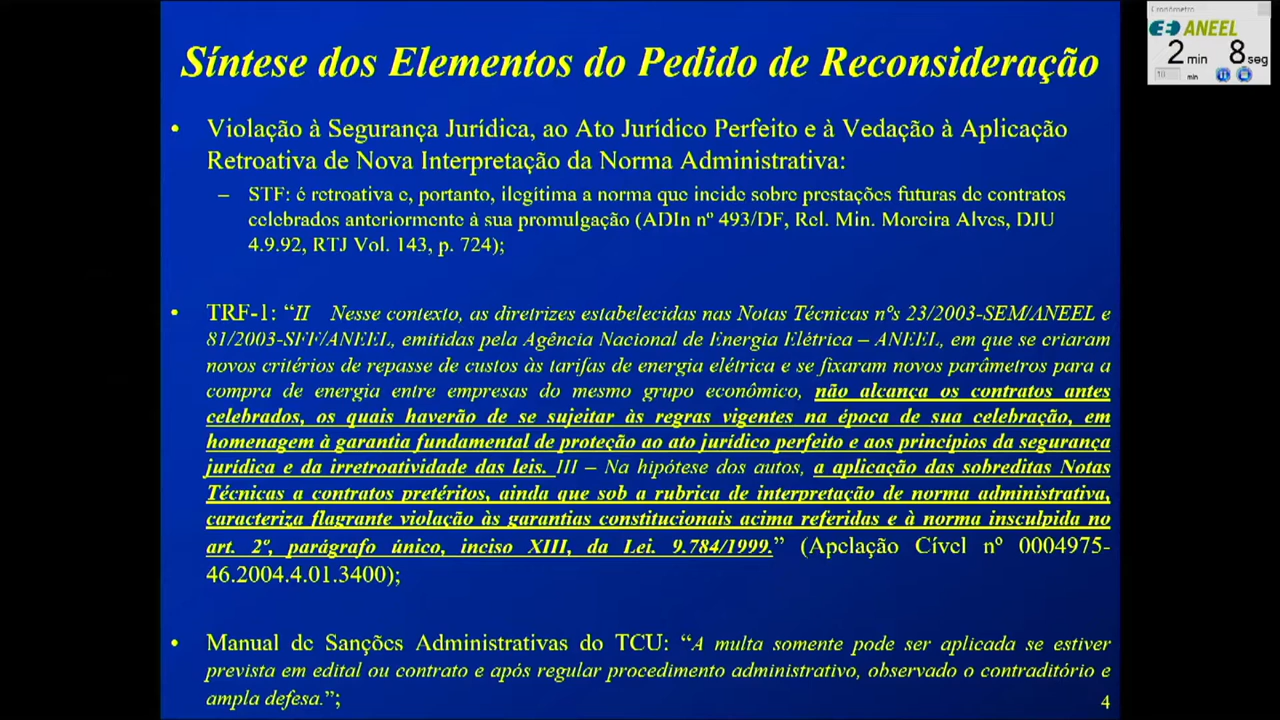 Síntese dos Elementos do Pedido de Reconsideração
Cronômetro
ANEEL
2 min 8 seg
10 min
• Violação à Segurança Jurídica, ao Ato Jurídico Perfeito e à Vedação à Aplicação
Retroativa de Nova Interpretação da Norma Administrativa:
– STF: é retroativa e, portanto, ilegítima a norma que incide sobre prestações futuras de contratos
celebrados anteriormente à sua promulgação (ADIn nº 493/DF, Rel. Min. Moreira Alves, DJU
4.9.92, RTJ Vol. 143, p. 724);
• TRF-1: “II Nesse contexto, as diretrizes estabelecidas nas Notas Técnicas nºs 23/2003-SEM/ANEEL e
81/2003-SFF/ANEEL, emitidas pela Agência Nacional de Energia Elétrica – ANEEL, em que se criaram
novos critérios de repasse de custos às tarifas de energia elétrica e se fixaram novos parâmetros para a
compra de energia entre empresas do mesmo grupo econômico, não alcança os contratos antes
celebrados, os quais haverão de se sujeitar às regras vigentes na época de sua celebração, em
homenagem à garantia fundamental de proteção ao ato jurídico perfeito e aos princípios da segurança
jurídica e da irretroatividade das leis. III – Na hipótese dos autos, a aplicação das sobreditas Notas
Técnicas a contratos pretéritos, ainda que sob a rubrica de interpretação de norma administrativa,
caracteriza flagrante violação às garantias constitucionais acima referidas e à norma insculpida no
art. 2º, parágrafo único, inciso XIII, da Lei. 9.784/1999.” (Apelação Cível nº 0004975-
46.2004.4.01.3400);
• Manual de Sanções Administrativas do TCU: “A multa somente pode ser aplicada se estiver
prevista em edital ou contrato e após regular procedimento administrativo, observado o contraditório e
ampla defesa.”;
4